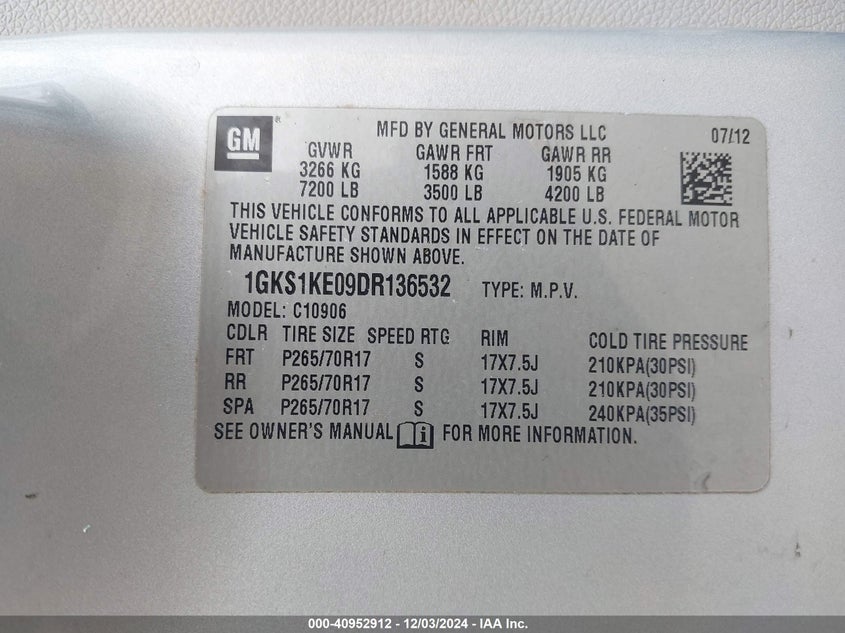 GM ®
MFD BY GENERAL MOTORS LLC 07/12
GVWR GAWR FRT GAWR RR
3266 KG 1588 KG 1905 KG
7200 LB 3500 LB 4200 LB
THIS VEHICLE CONFORMS TO ALL APPLICABLE U.S. FEDERAL MOTOR
VEHICLE SAFETY STANDARDS IN EFFECT ON THE DATE OF
MANUFACTURE SHOWN ABOVE.
1GKS1KE09DR136532 TYPE: M.P.V.
MODEL: C10906
CDLR TIRE SIZE SPEED RTG RIM COLD TIRE PRESSURE
FRT P265/70R17 S 17X7.5J 210KPA(30PSI)
RR P265/70R17 S 17X7.5J 210KPA(30PSI)
SPA P265/70R17 S 17X7.5J 240KPA(35PSI)
SEE OWNER'S MANUAL i FOR MORE INFORMATION.
000-40952912 - 12/03/2024 - IAA Inc.